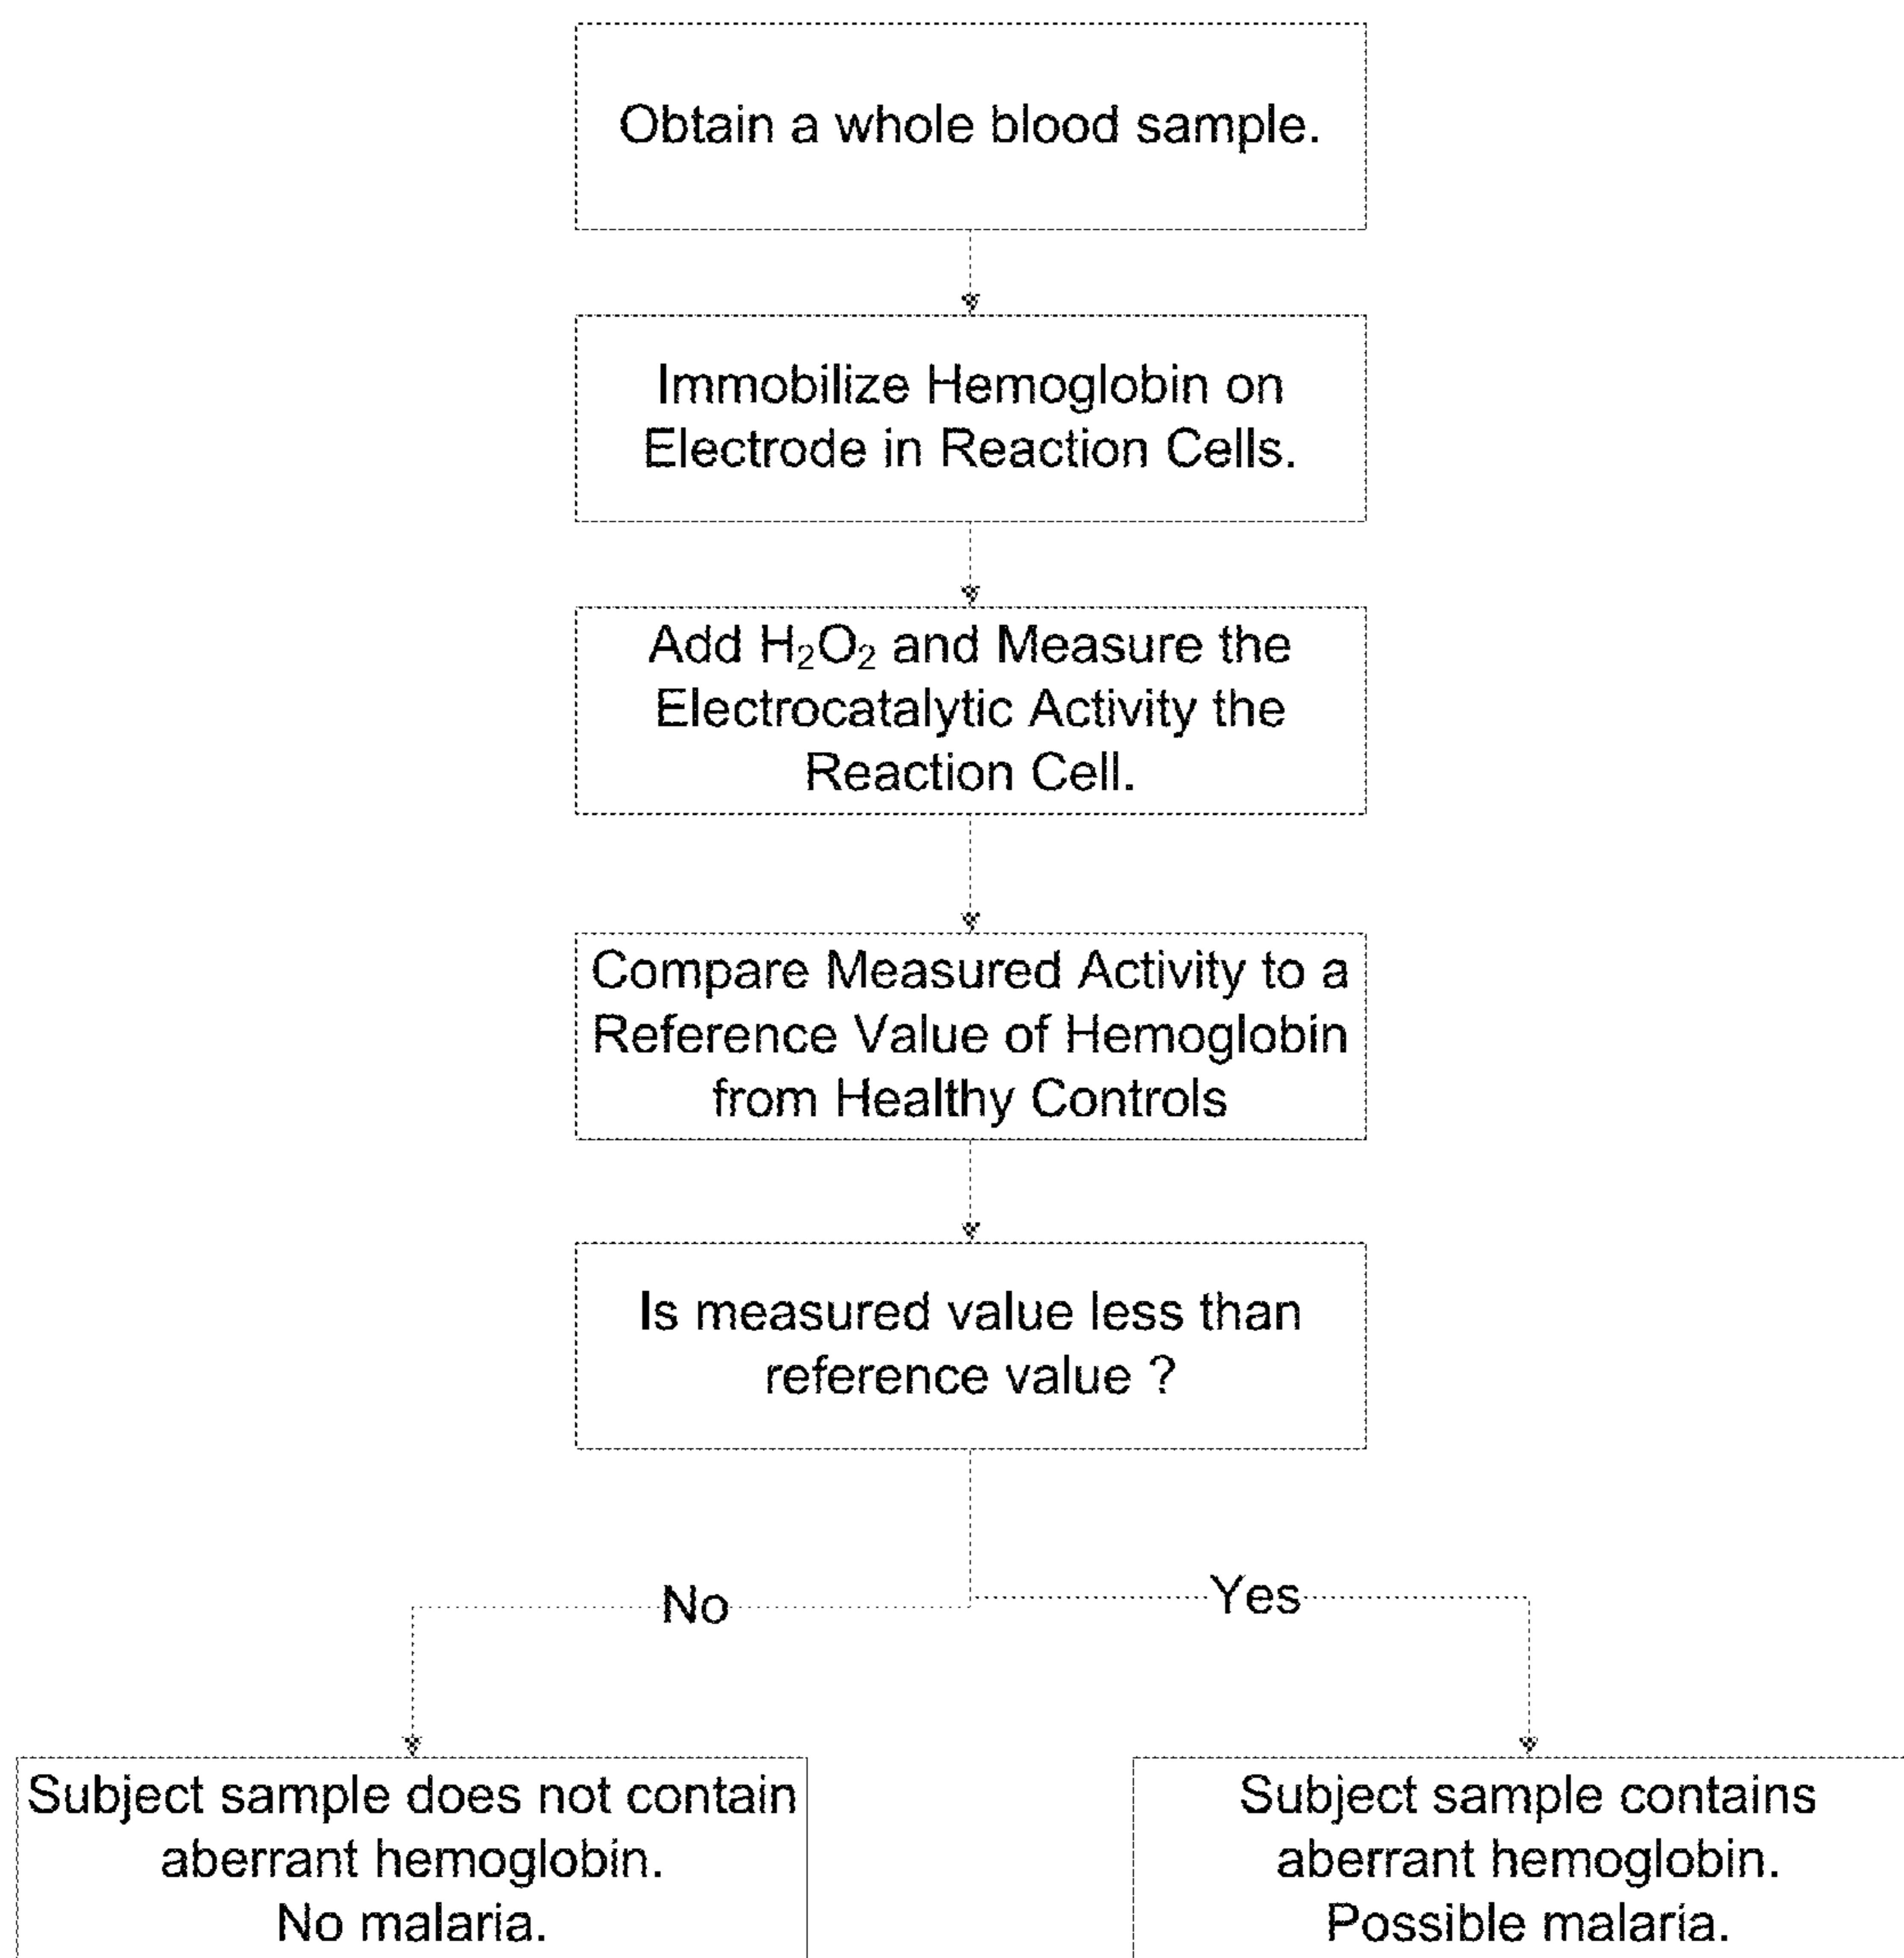 Obtain a whole blood sample.
Immobilize Hemoglobin on
Electrode in Reaction Cells.
Add H₂O₂ and Measure the
Electrocatalytic Activity the
Reaction Cell.
Compare Measured Activity to a
Reference Value of Hemoglobin
from Healthy Controls
Is measured value less than
reference value ?
No
Yes
Subject sample does not contain
aberrant hemoglobin.
No malaria.
Subject sample contains
aberrant hemoglobin.
Possible malaria.